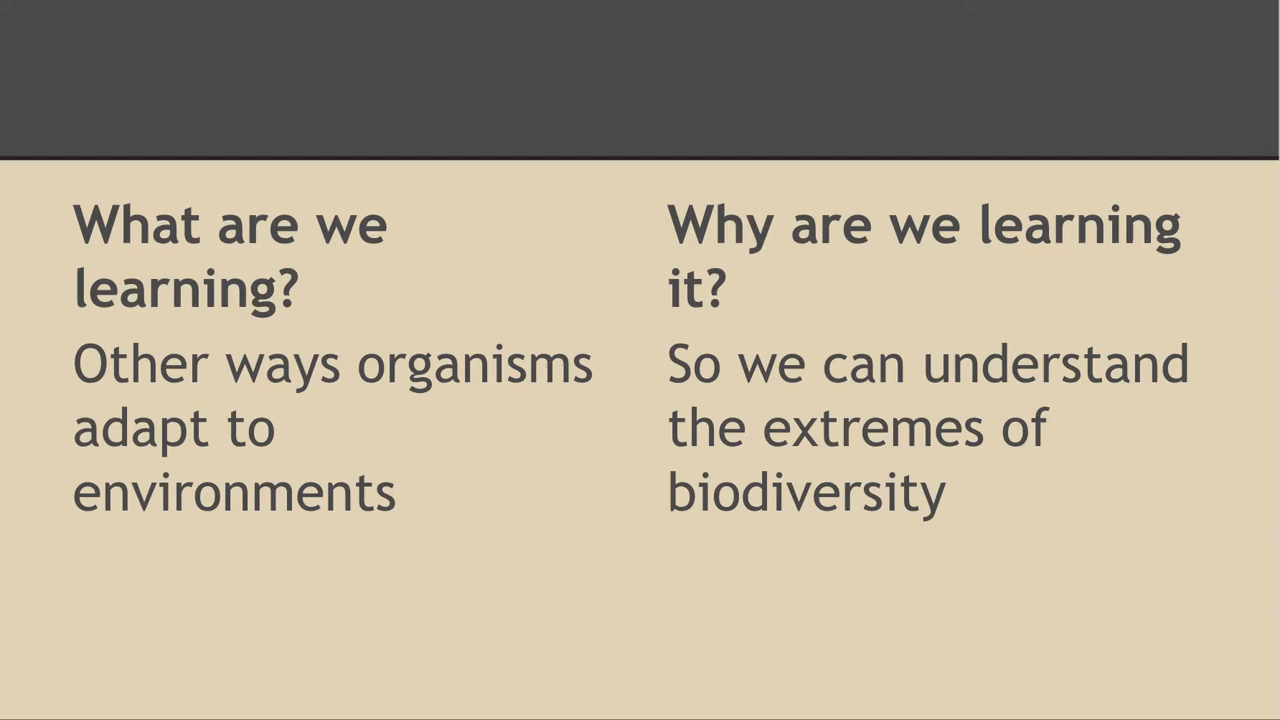 What are we
learning?
Other ways organisms
adapt to
environments
Why are we learning
it?
So we can understand
the extremes of
biodiversity